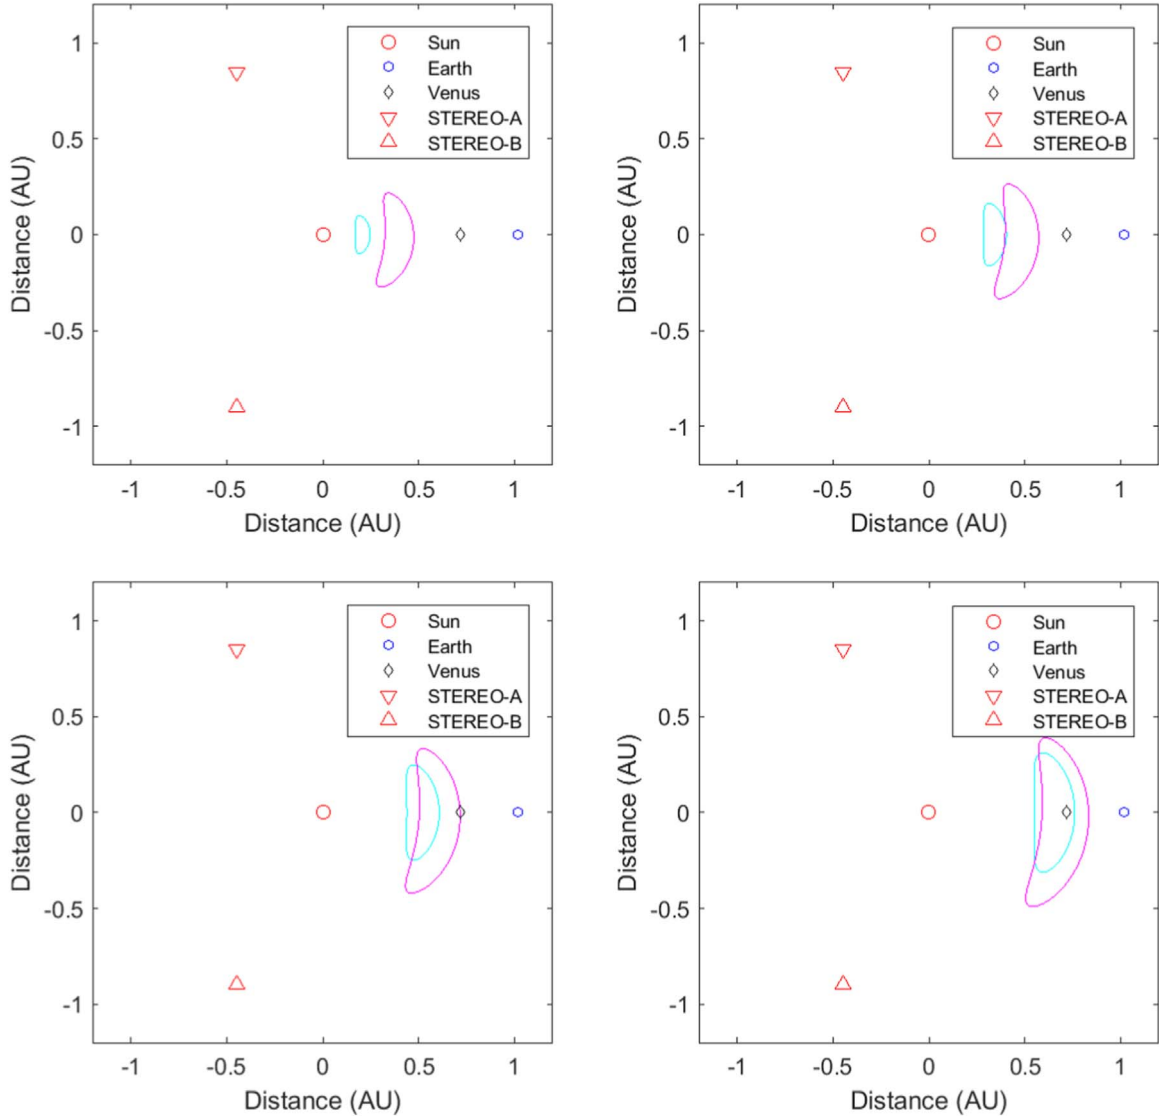 1
0.5
0
-0.5
-1
Distance (AU)
Sun
Earth
Venus
STEREO-A
STEREO-B
-1 -0.5 0 0.5 1
Distance (AU)
1
0.5
0
-0.5
-1
Distance (AU)
Sun
Earth
Venus
STEREO-A
STEREO-B
-1 -0.5 0 0.5 1
Distance (AU)
1
0.5
0
-0.5
-1
Distance (AU)
Sun
Earth
Venus
STEREO-A
STEREO-B
-1 -0.5 0 0.5 1
Distance (AU)
1
0.5
0
-0.5
-1
Distance (AU)
Sun
Earth
Venus
STEREO-A
STEREO-B
-1 -0.5 0 0.5 1
Distance (AU)